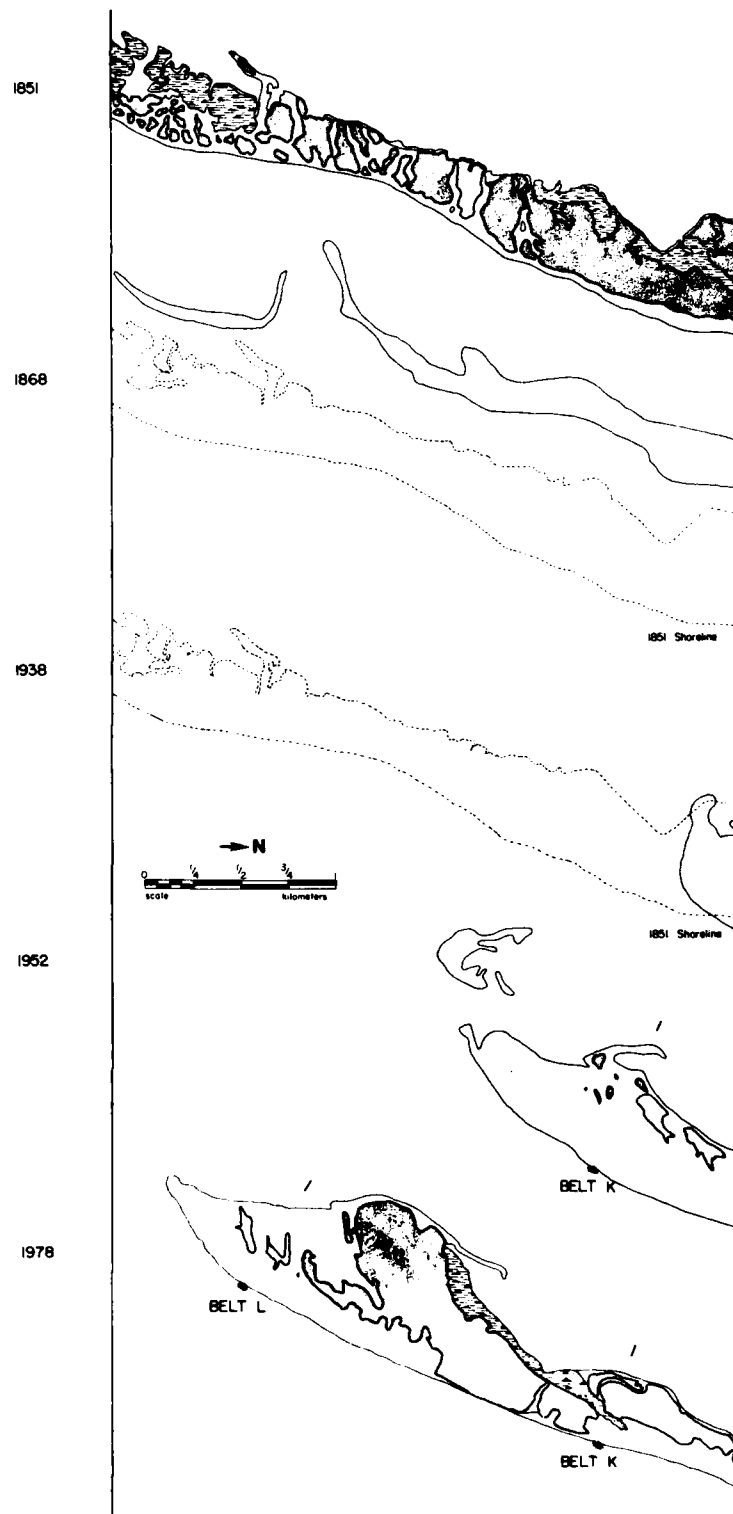 1851
1868
1851 Shoreline
1938
→ N
0 1/4 1/2 3/4
scale kilometers
1851 Shoreline
1952
BELT K
1978
BELT L
BELT K